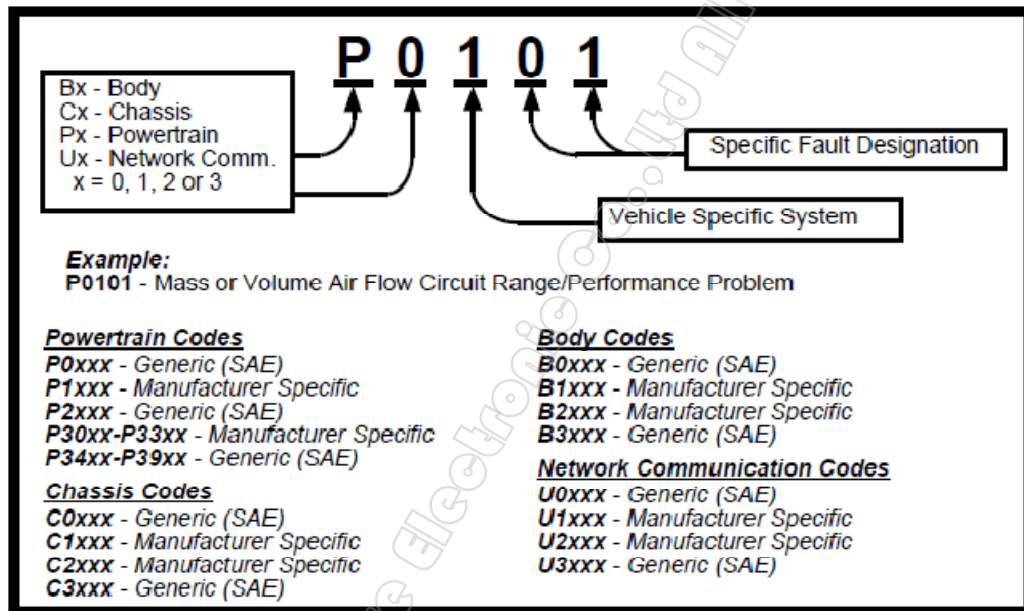 P 0 1 0 1
Bx - Body
Cx - Chassis
Px - Powertrain
Ux - Network Comm.
x = 0, 1, 2 or 3
Specific Fault Designation
Vehicle Specific System
Example:
P0101 - Mass or Volume Air Flow Circuit Range/Performance Problem
Powertrain Codes
P0xxx - Generic (SAE)
P1xxx - Manufacturer Specific
P2xxx - Generic (SAE)
P30xx-P33xx - Manufacturer Specific
P34xx-P39xx - Generic (SAE)
Chassis Codes
C0xxx - Generic (SAE)
C1xxx - Manufacturer Specific
C2xxx - Manufacturer Specific
C3xxx - Generic (SAE)
Body Codes
B0xxx - Generic (SAE)
B1xxx - Manufacturer Specific
B2xxx - Manufacturer Specific
B3xxx - Generic (SAE)
Network Communication Codes
U0xxx - Generic (SAE)
U1xxx - Manufacturer Specific
U2xxx - Manufacturer Specific
U3xxx - Generic (SAE)
Electronic Co.,Ltd All